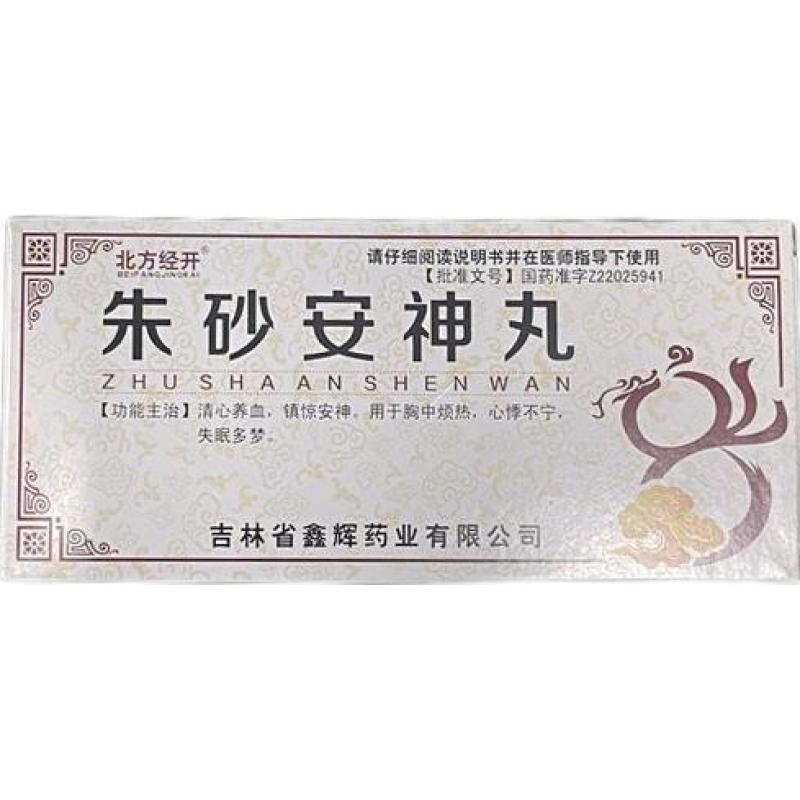 北方经开®
BEIFANGJINGKAI
请仔细阅读说明书并在医师指导下使用
【批准文号】国药准字Z22025941
朱砂安神丸
ZHU SHA AN SHEN WAN
【功能主治】清心养血，镇惊安神。用于胸中烦热，心悸不宁，
失眠多梦。
吉林省鑫辉药业有限公司